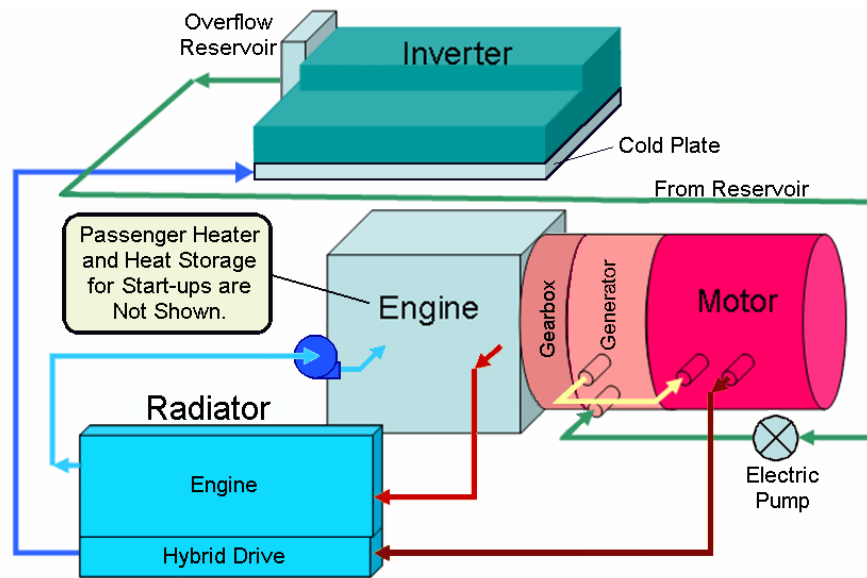 Overflow
Reservoir
Inverter
Cold Plate
From Reservoir
Passenger Heater
and Heat Storage
for Start-ups are
Not Shown.
Engine
Gearbox
Generator
Motor
Radiator
Engine
Hybrid Drive
Electric
Pump